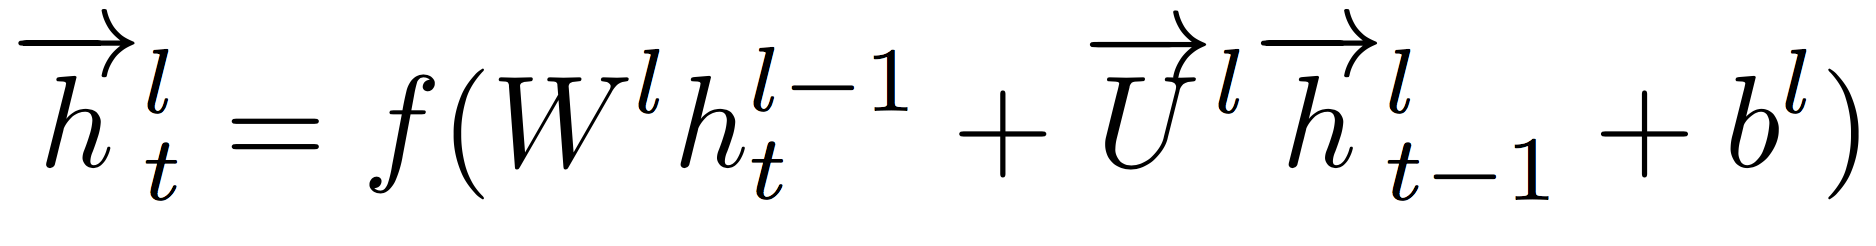 $\overrightarrow{h}_t^l = f(W^l h_t^{l-1} + \overrightarrow{U}^l \overrightarrow{h}_{t-1}^l + b^l)$